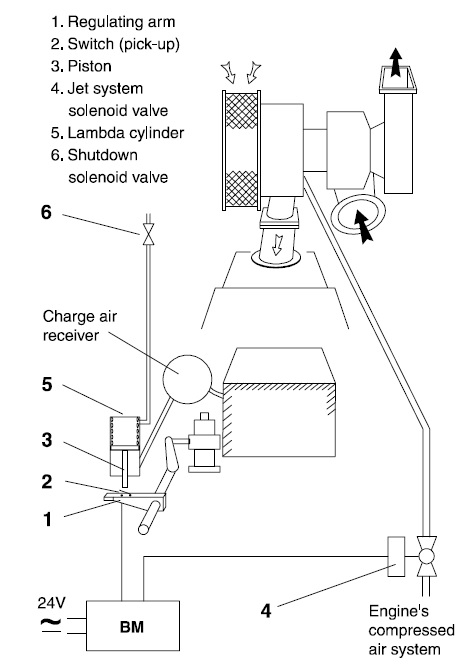 1. Regulating arm
2. Switch (pick-up)
3. Piston
4. Jet system
solenoid valve
5. Lambda cylinder
6. Shutdown
solenoid valve
6
Charge air
receiver
5
3
2
1
24V
~
BM
4
Engine's
compressed
air system